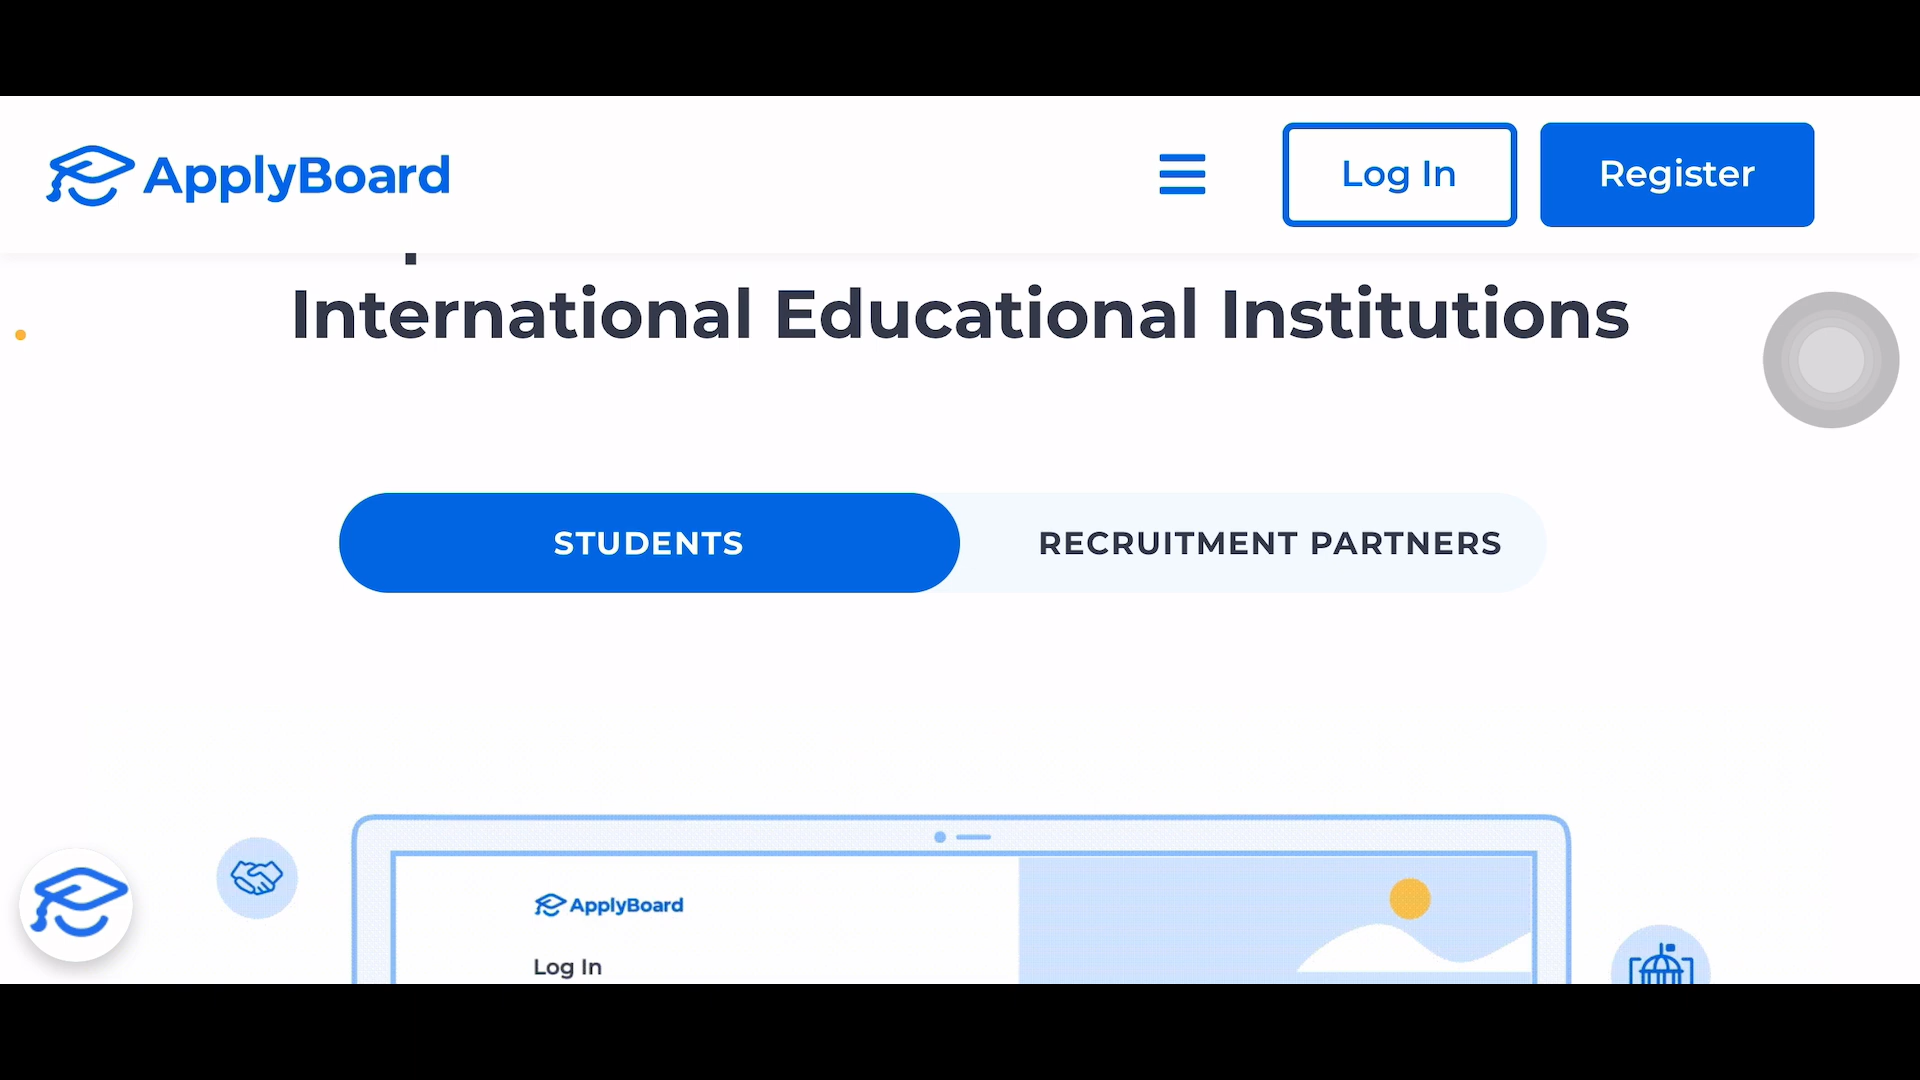 ApplyBoard
Log In
Register
International Educational Institutions
STUDENTS
RECRUITMENT PARTNERS
ApplyBoard
Log In